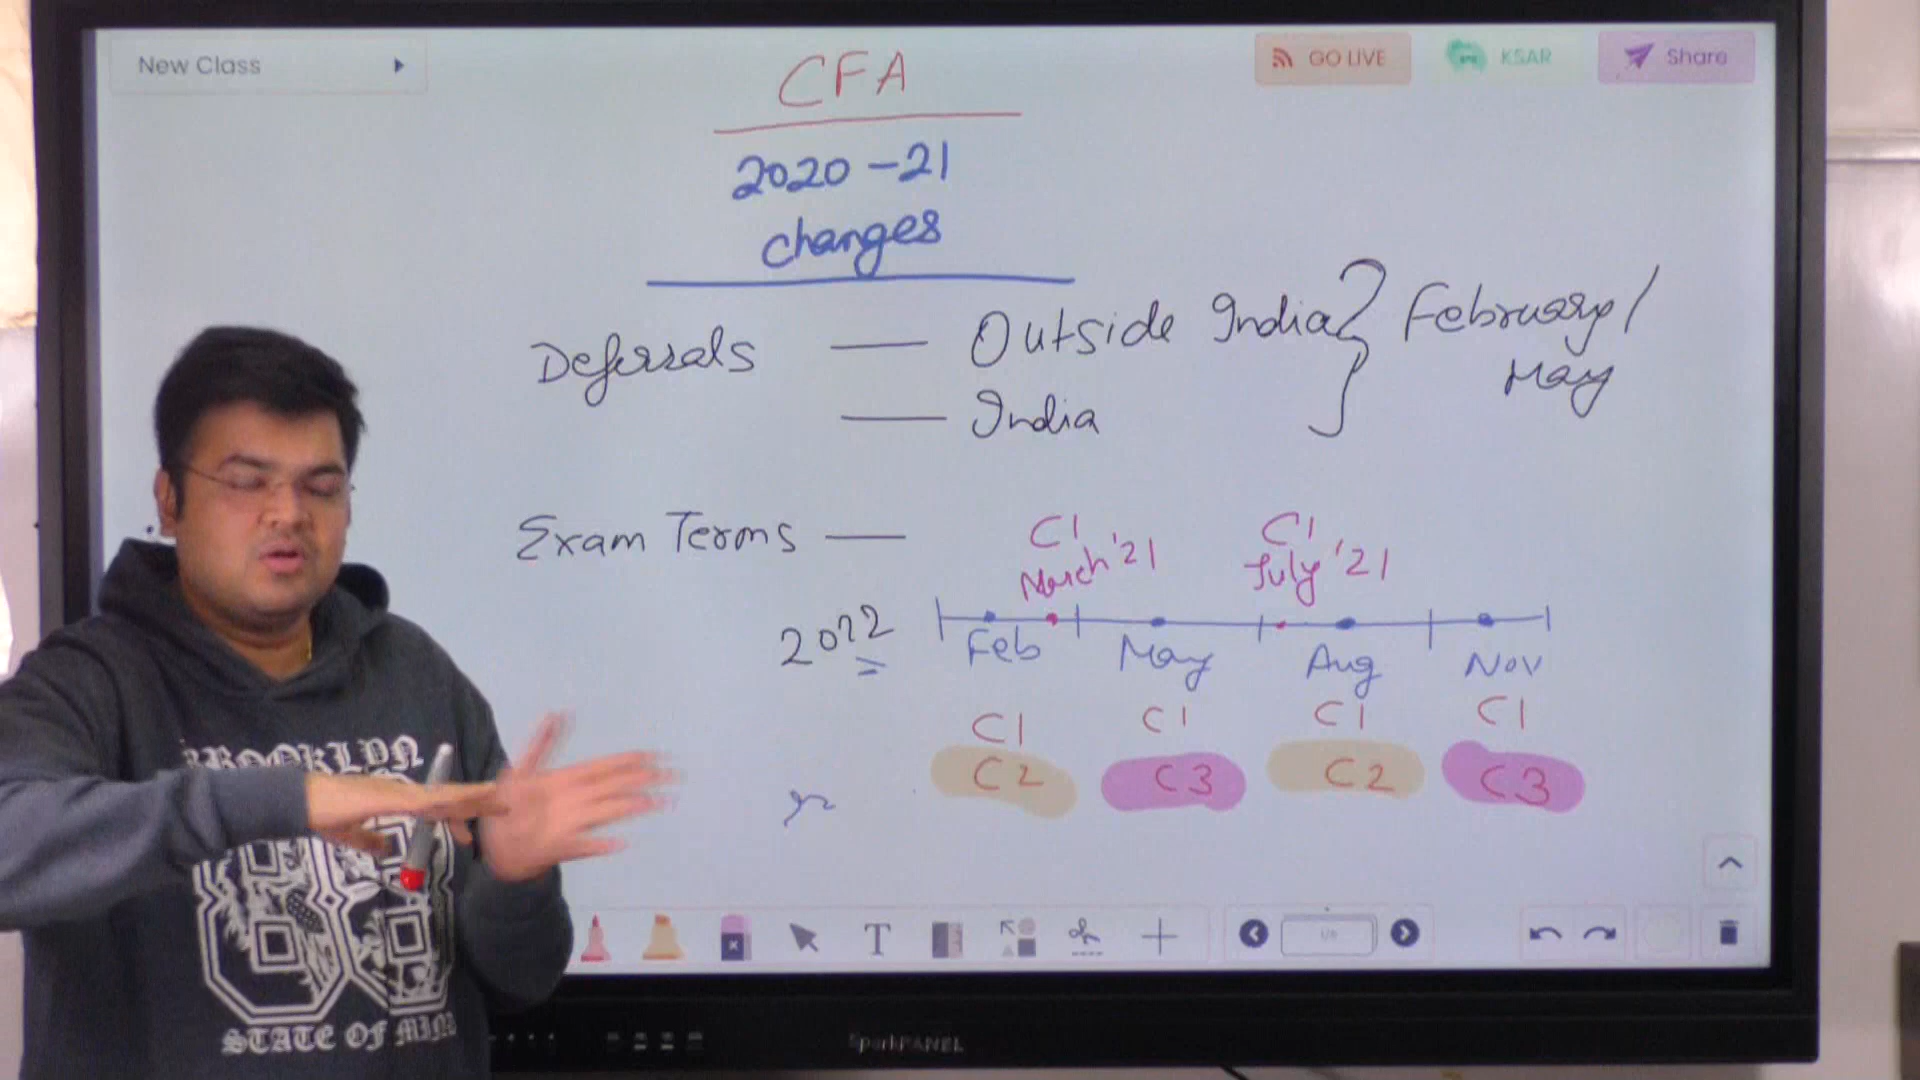 New Class
GO LIVE
KSAR
Share
CFA
2020-21
changes
Deferrals — Outside India } February/
May
— India
Exam Terms —
C1 C1
March '21 July '21
2022
Feb May Aug Nov
C1 C1 C1 C1
C2 C3 C2 C3
T
BROOKLYN
STATE OF MIN
SparkPANEL